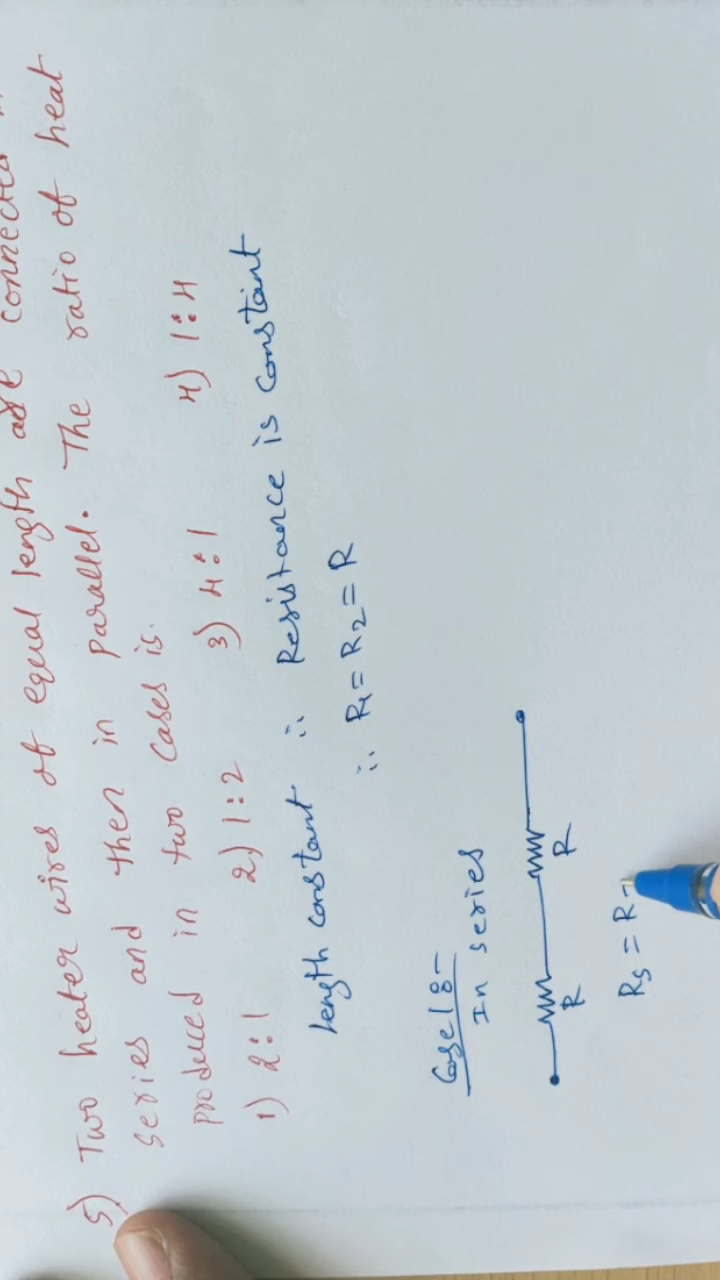 5) Two heater wires of equal length are connected
series and then in parallel. The ratio of heat
produced in two cases is.
1) 2:1 2) 1:2 3) 4:1 4) 1:4
length constant ∴ Resistance is constant
∴ R₁ = R₂ = R
Case 1 :-
In series
R R
Rs = R